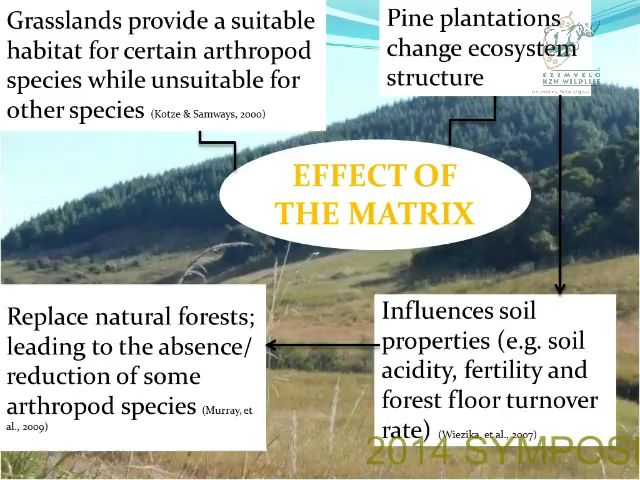 Grasslands provide a suitable
habitat for certain arthropod
species while unsuitable for
other species (Kotze & Samways, 2000)
Pine plantations
change ecosystem
structure
EZEMVELO
KZN WILDLIFE
EFFECT OF
THE MATRIX
Replace natural forests;
leading to the absence/
reduction of some
arthropod species (Murray, et
al., 2009)
Influences soil
properties (e.g. soil
acidity, fertility and
forest floor turnover
rate) (Wiezika, et al., 2007)
2014 SYMPOSI